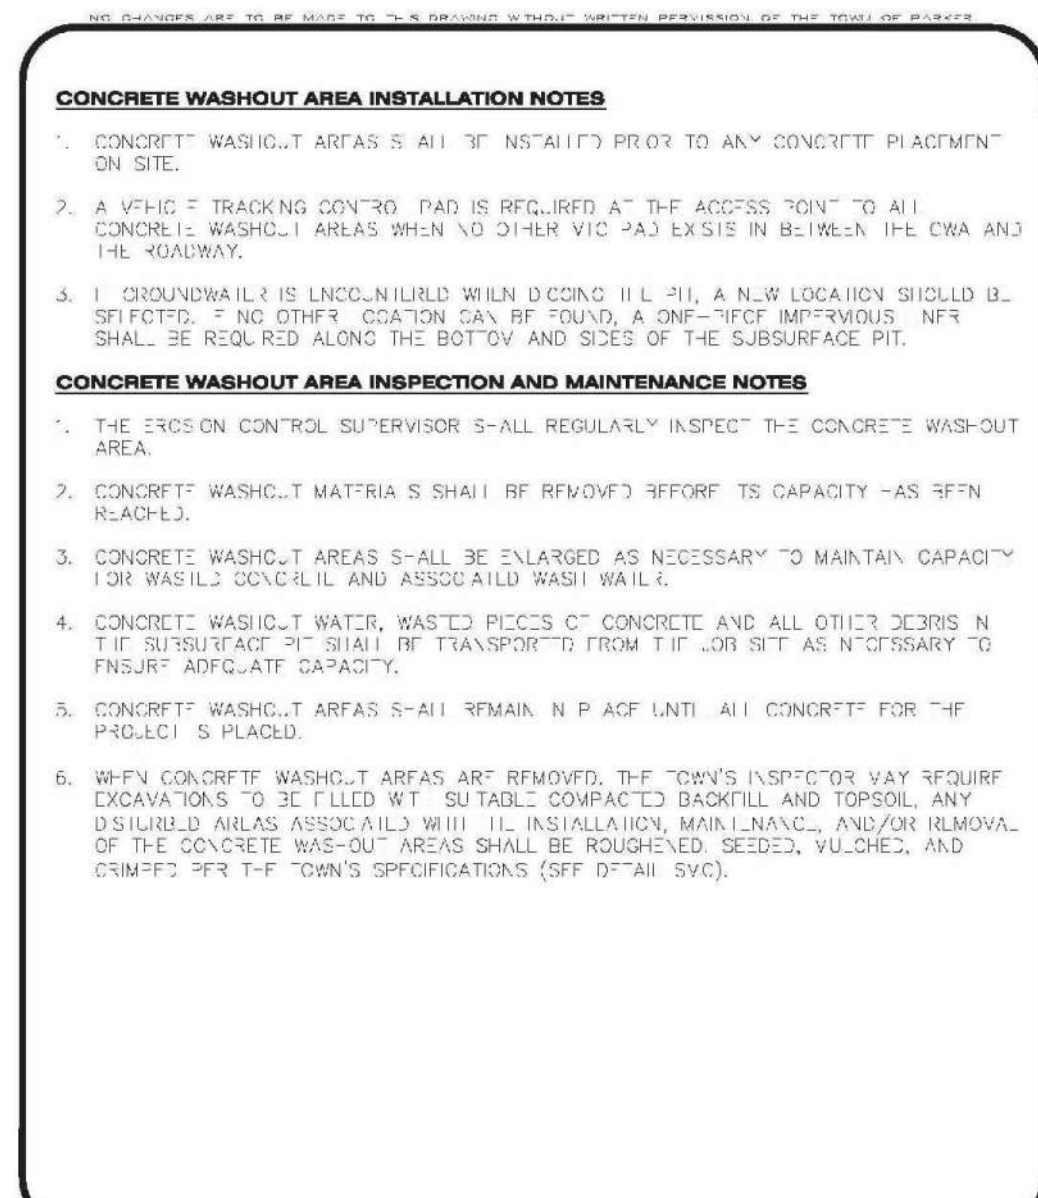 NO CHANGES ARE TO BE MADE TO THIS DRAWING WITHOUT WRITTEN PERMISSION OF THE TOWN OF PARKER
CONCRETE WASHOUT AREA INSTALLATION NOTES
1. CONCRETE WASHOUT AREAS SHALL BE INSTALLED PRIOR TO ANY CONCRETE PLACEMENT
ON SITE.
2. A VEHICLE TRACKING CONTROL PAD IS REQUIRED AT THE ACCESS POINT TO ALL
CONCRETE WASHOUT AREAS WHEN NO OTHER VTC PAD EXISTS IN BETWEEN THE CWA AND
THE ROADWAY.
3. IF GROUNDWATER IS ENCOUNTERED WHEN DIGGING THE PIT, A NEW LOCATION SHOULD BE
SELECTED. IF NO OTHER LOCATION CAN BE FOUND, A ONE-PIECE IMPERVIOUS LINER
SHALL BE REQUIRED ALONG THE BOTTOM AND SIDES OF THE SUBSURFACE PIT.
CONCRETE WASHOUT AREA INSPECTION AND MAINTENANCE NOTES
1. THE EROSION CONTROL SUPERVISOR SHALL REGULARLY INSPECT THE CONCRETE WASHOUT
AREA.
2. CONCRETE WASHOUT MATERIALS SHALL BE REMOVED BEFORE ITS CAPACITY HAS BEEN
REACHED.
3. CONCRETE WASHOUT AREAS SHALL BE ENLARGED AS NECESSARY TO MAINTAIN CAPACITY
FOR WASTED CONCRETE AND ASSOCIATED WASH WATER.
4. CONCRETE WASHOUT WATER, WASTED PIECES OF CONCRETE AND ALL OTHER DEBRIS IN
THE SUBSURFACE PIT SHALL BE TRANSPORTED FROM THE JOB SITE AS NECESSARY TO
ENSURE ADEQUATE CAPACITY.
5. CONCRETE WASHOUT AREAS SHALL REMAIN IN PLACE UNTIL ALL CONCRETE FOR THE
PROJECT IS PLACED.
6. WHEN CONCRETE WASHOUT AREAS ARE REMOVED, THE TOWN'S INSPECTOR MAY REQUIRE
EXCAVATIONS TO BE FILLED WITH SUITABLE COMPACTED BACKFILL AND TOPSOIL, ANY
DISTURBED AREAS ASSOCIATED WITH THE INSTALLATION, MAINTENANCE, AND/OR REMOVAL
OF THE CONCRETE WASHOUT AREAS SHALL BE ROUGHENED, SEEDED, MULCHED, AND
CRIMPED PER THE TOWN'S SPECIFICATIONS (SEE DETAIL SMC).